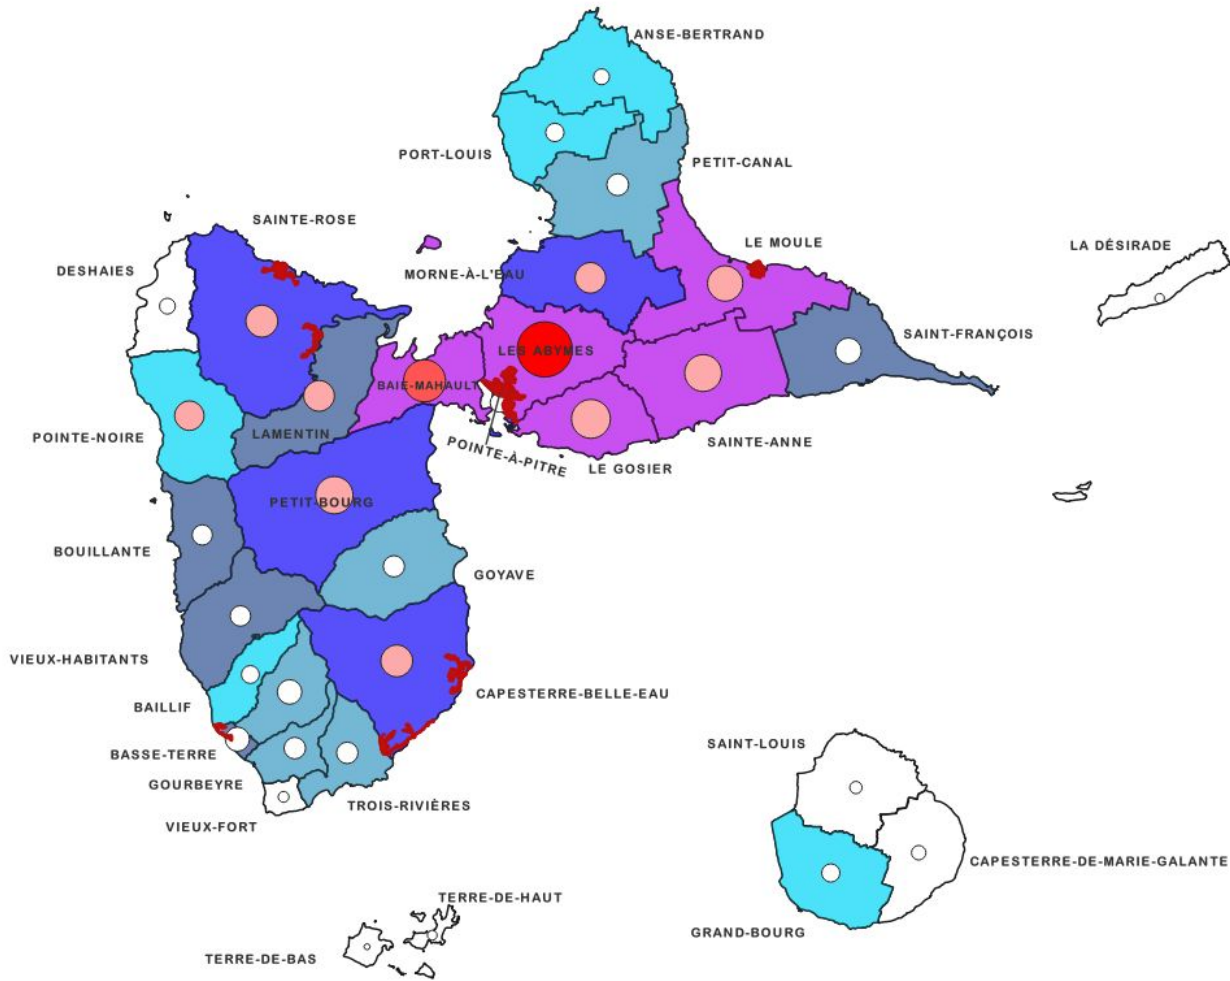 ANSE-BERTRAND
PORT-LOUIS
PETIT-CANAL
SAINTE-ROSE
LE MOULE
LA DÉSIRADE
DESHAIES
MORNE-À-L'EAU
SAINT-FRANÇOIS
LES ABYMES
BAIE-MAHAULT
POINTE-NOIRE
LAMENTIN
POINTE-À-PITRE
SAINTE-ANNE
LE GOSIER
PETIT-BOURG
BOUILLANTE
GOYAVE
VIEUX-HABITANTS
CAPESTERRE-BELLE-EAU
BAILLIF
BASSE-TERRE
SAINT-LOUIS
GOURBEYRE
TROIS-RIVIÈRES
VIEUX-FORT
CAPESTERRE-DE-MARIE-GALANTE
TERRE-DE-HAUT
GRAND-BOURG
TERRE-DE-BAS